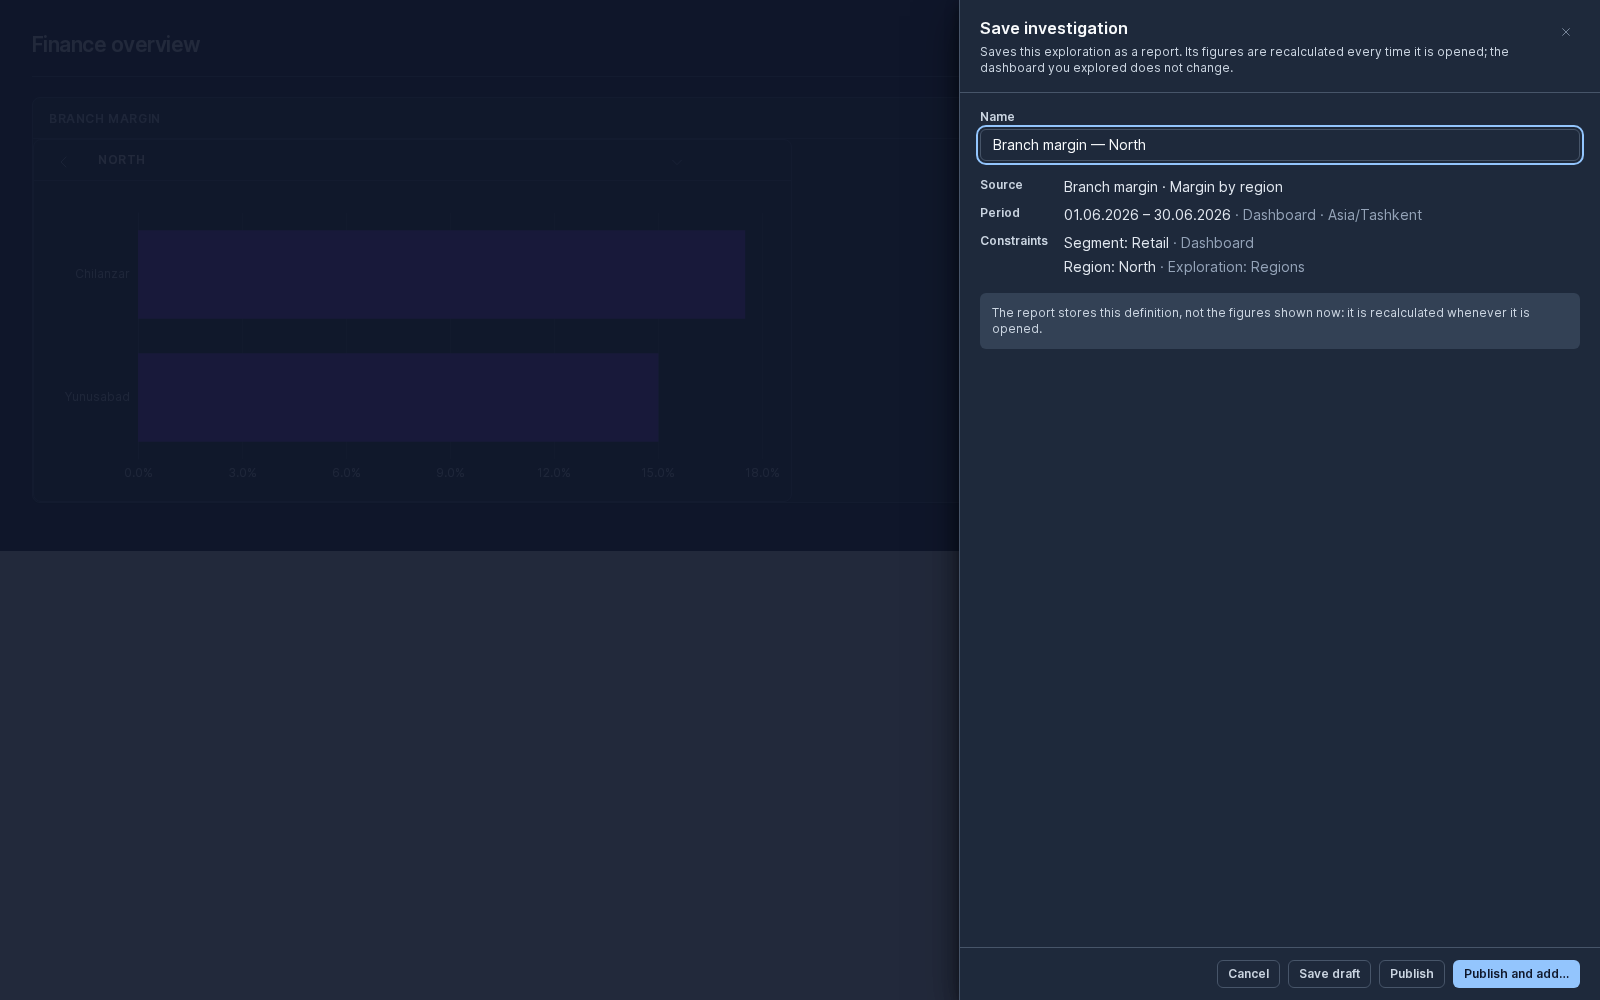 Finance overview
BRANCH MARGIN
NORTH
Chilanzar
Yunusabad
0.0% 3.0% 6.0% 9.0% 12.0% 15.0% 18.0%
Save investigation
Saves this exploration as a report. Its figures are recalculated every time it is opened; the
dashboard you explored does not change.
Name
Branch margin — North
Source Branch margin · Margin by region
Period 01.06.2026 – 30.06.2026 · Dashboard · Asia/Tashkent
Constraints Segment: Retail · Dashboard
Region: North · Exploration: Regions
The report stores this definition, not the figures shown now: it is recalculated whenever it is
opened.
Cancel Save draft Publish Publish and add…